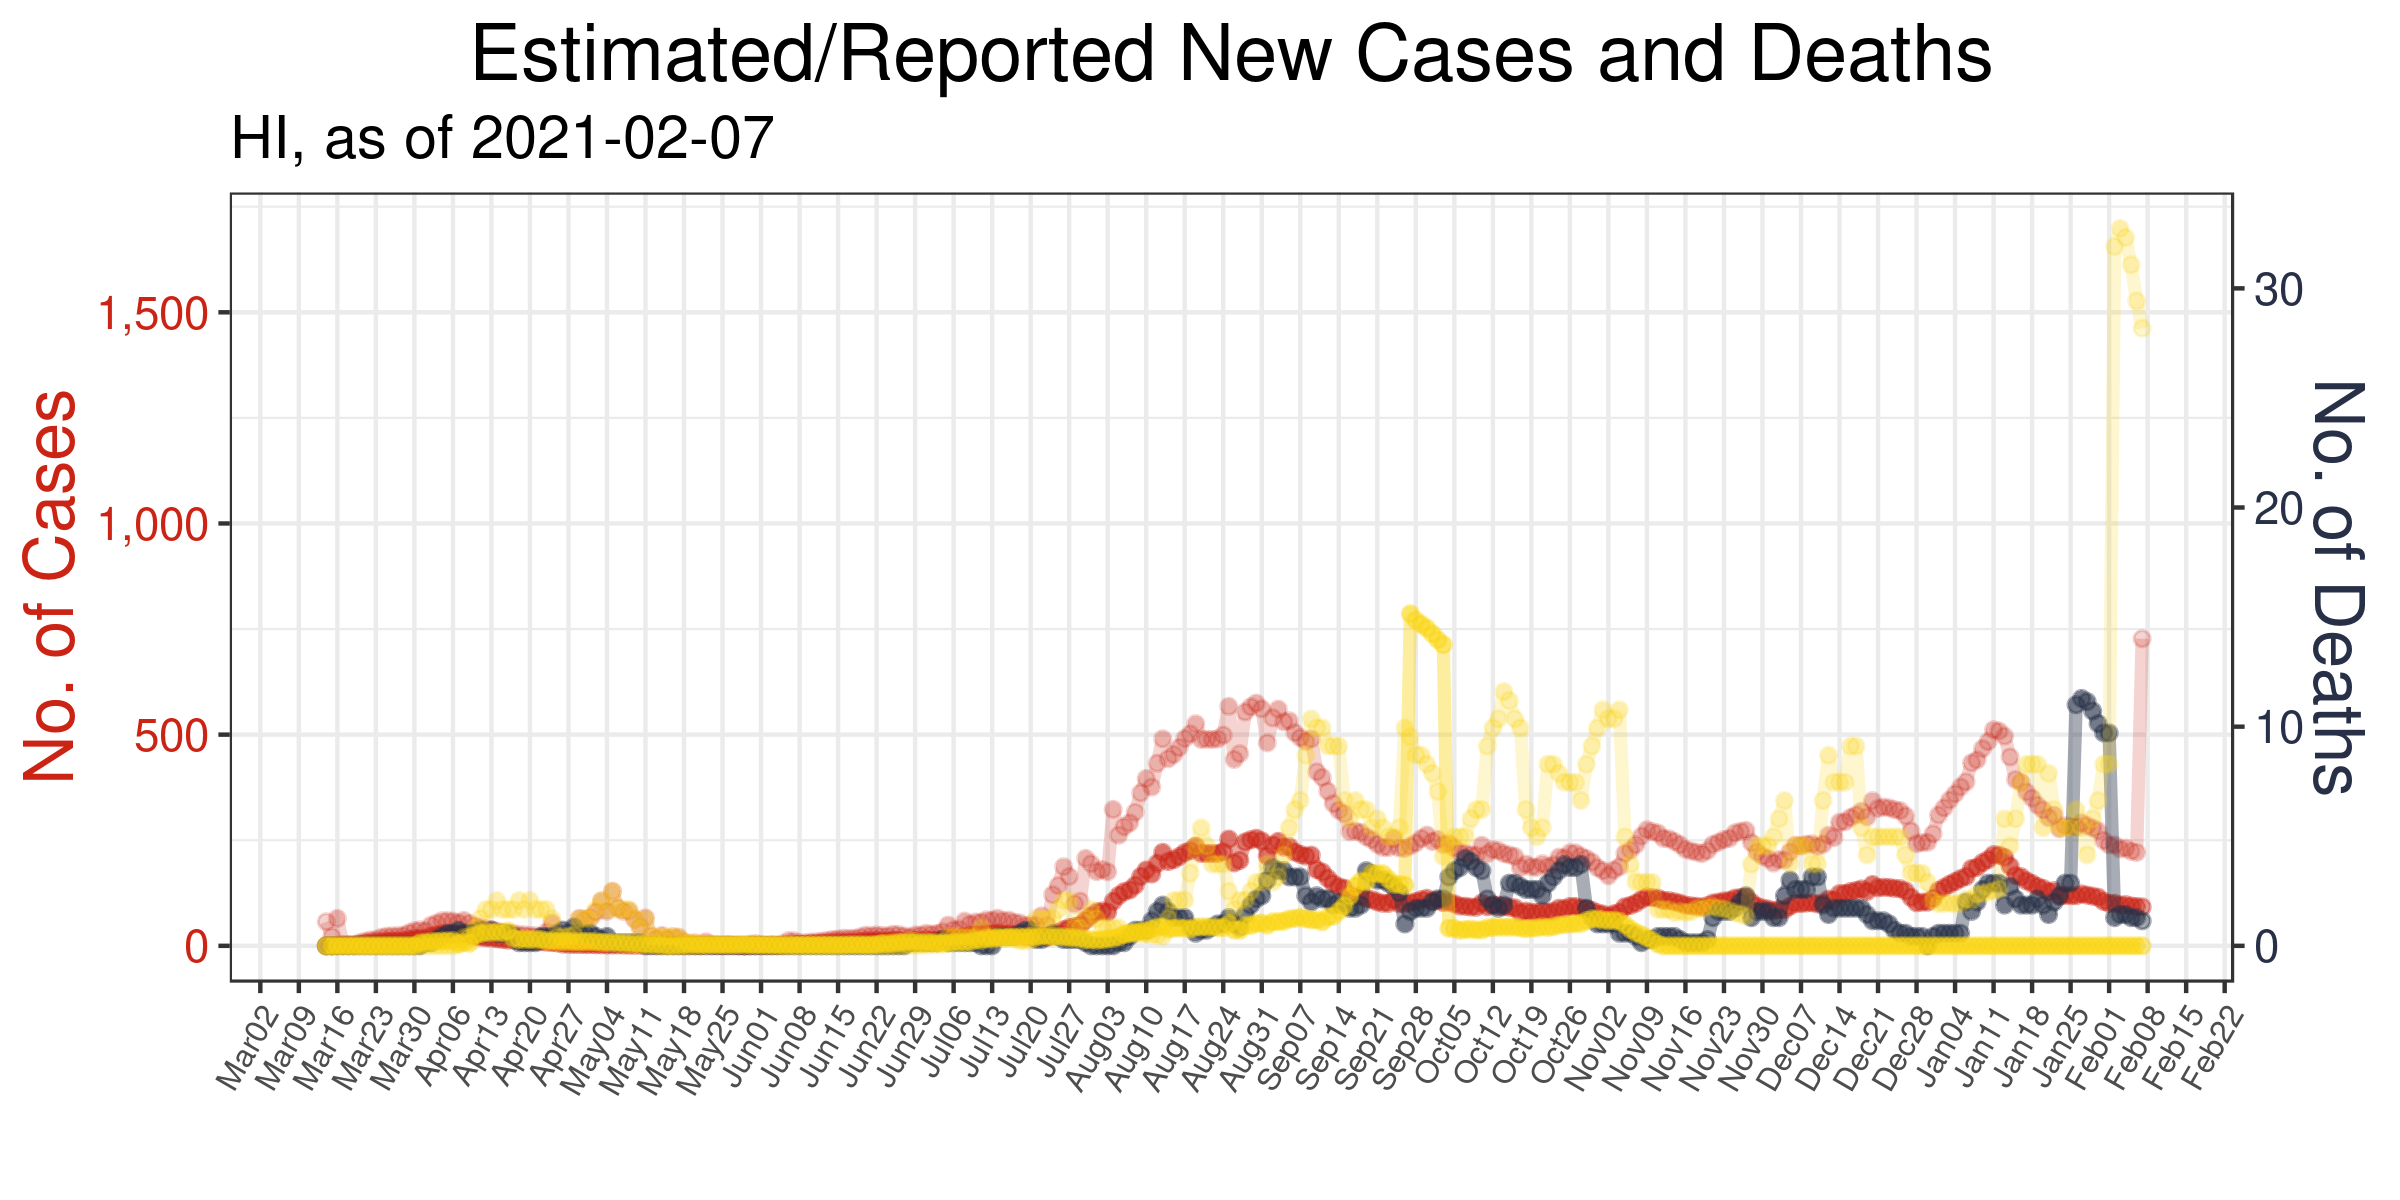 Estimated/Reported New Cases and Deaths
HI, as of 2021-02-07
No. of Cases
1,500
1,000
500
0
No. of Deaths
30
20
10
0
Mar02
Mar09
Mar16
Mar23
Mar30
Apr06
Apr13
Apr20
Apr27
May04
May11
May18
May25
Jun01
Jun08
Jun15
Jun22
Jun29
Jul06
Jul13
Jul20
Jul27
Aug03
Aug10
Aug17
Aug24
Aug31
Sep07
Sep14
Sep21
Sep28
Oct05
Oct12
Oct19
Oct26
Nov02
Nov09
Nov16
Nov23
Nov30
Dec07
Dec14
Dec21
Dec28
Jan04
Jan11
Jan18
Jan25
Feb01
Feb08
Feb15
Feb22